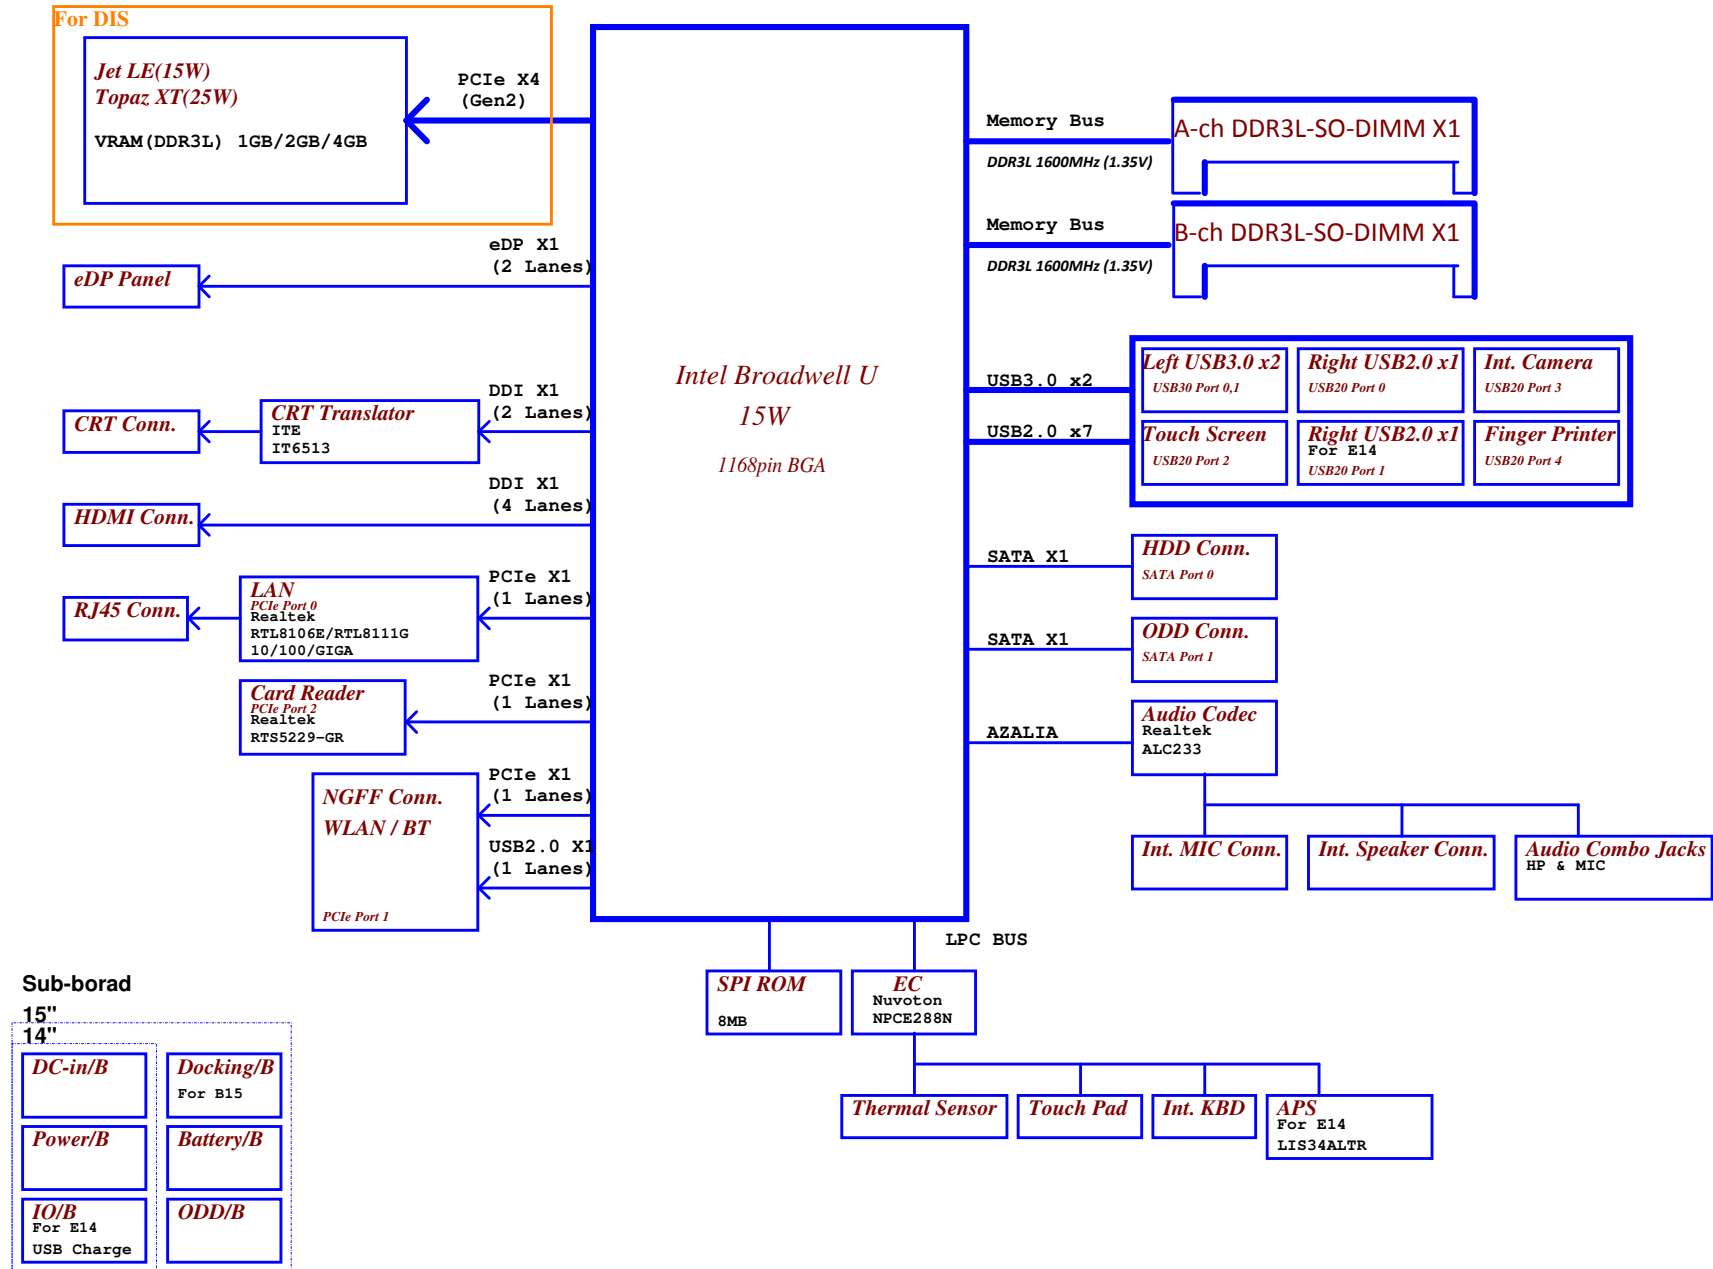 For DIS
Jet LE(15W)
Topaz XT(25W)
VRAM(DDR3L) 1GB/2GB/4GB
PCIe X4
(Gen2)
eDP X1
(2 Lanes)
eDP Panel
DDI X1
(2 Lanes)
CRT Conn.
CRT Translator
ITE
IT6513
DDI X1
(4 Lanes)
HDMI Conn.
PCIe X1
(1 Lanes)
RJ45 Conn.
LAN
PCIe Port 0
Realtek
RTL8106E/RTL8111G
10/100/GIGA
PCIe X1
(1 Lanes)
Card Reader
PCIe Port 2
Realtek
RTS5229-GR
PCIe X1
(1 Lanes)
NGFF Conn.
WLAN / BT
USB2.0 X1
(1 Lanes)
PCIe Port 1
Intel Broadwell U
15W
1168pin BGA
Memory Bus
DDR3L 1600MHz (1.35V)
A-ch DDR3L-SO-DIMM X1
Memory Bus
DDR3L 1600MHz (1.35V)
B-ch DDR3L-SO-DIMM X1
USB3.0 x2
USB2.0 x7
Left USB3.0 x2
USB30 Port 0,1
Right USB2.0 x1
USB20 Port 0
Int. Camera
USB20 Port 3
Touch Screen
USB20 Port 2
Right USB2.0 x1
For E14
USB20 Port 1
Finger Printer
USB20 Port 4
SATA X1
HDD Conn.
SATA Port 0
SATA X1
ODD Conn.
SATA Port 1
AZALIA
Audio Codec
Realtek
ALC233
Int. MIC Conn.
Int. Speaker Conn.
Audio Combo Jacks
HP & MIC
LPC BUS
SPI ROM
8MB
EC
Nuvoton
NPCE288N
Thermal Sensor
Touch Pad
Int. KBD
APS
For E14
LIS34ALTR
Sub-borad
15"
14"
DC-in/B
Docking/B
For B15
Power/B
Battery/B
IO/B
For E14
USB Charge
ODD/B